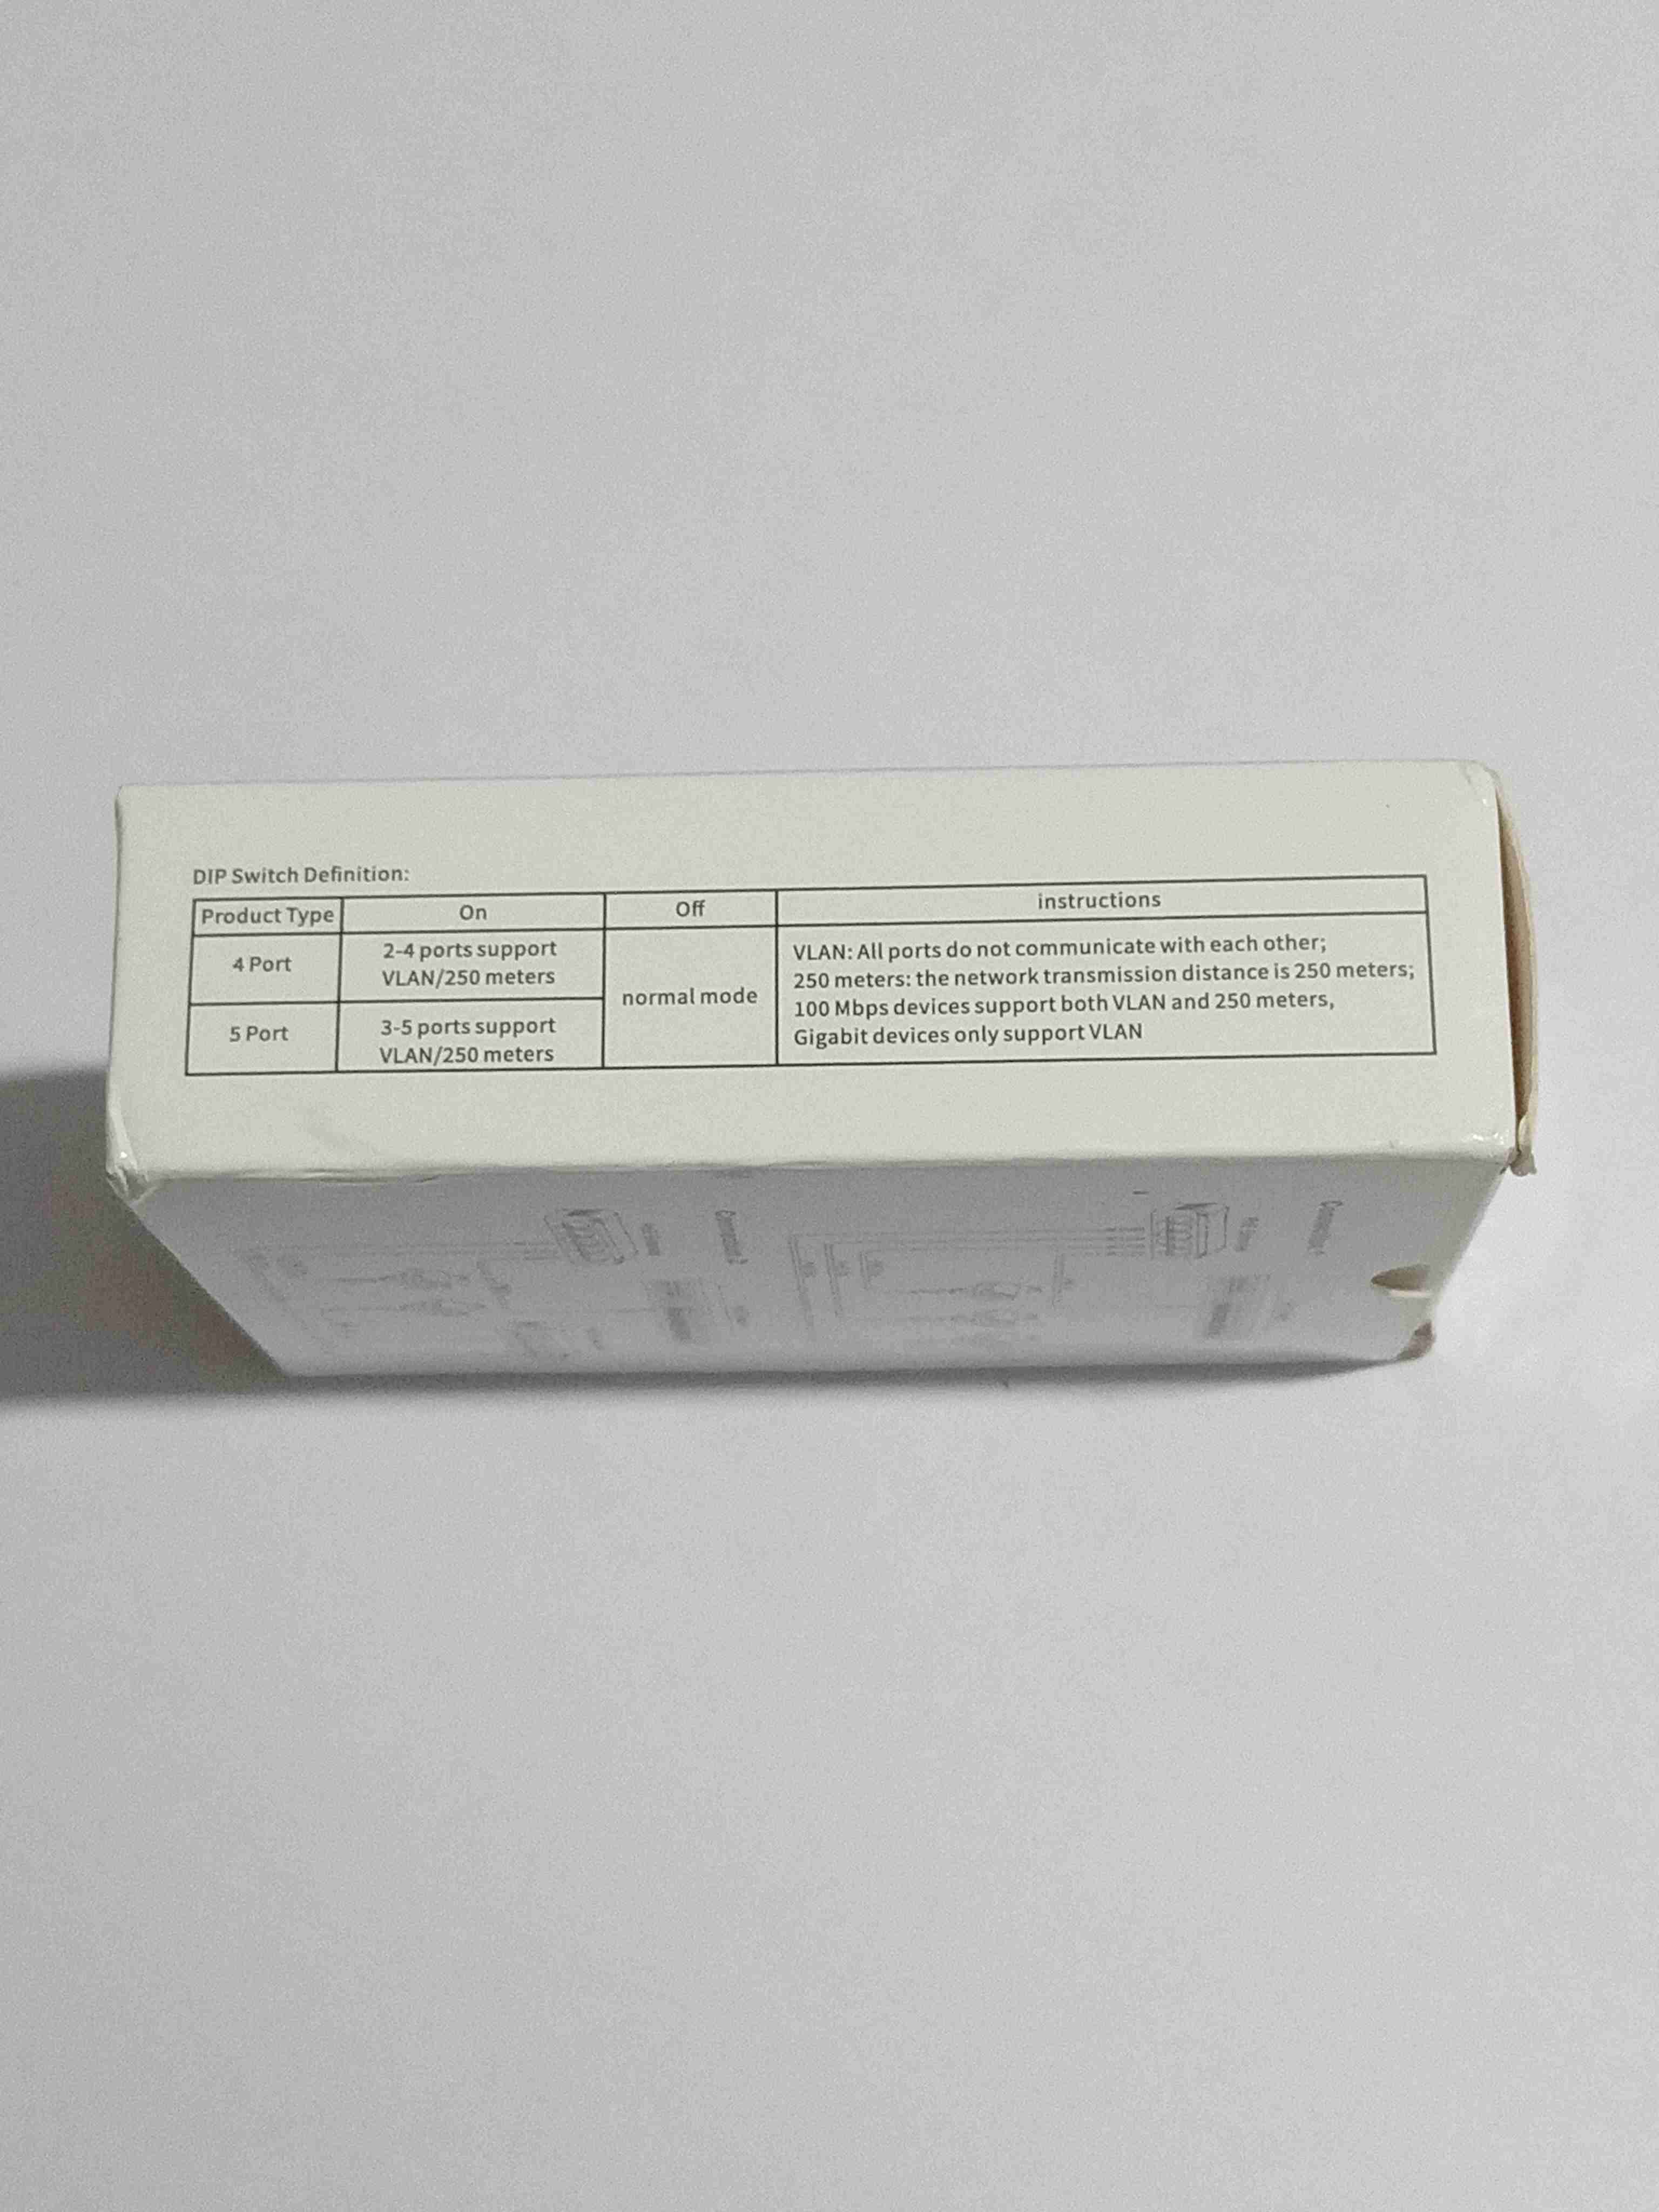 DIP Switch Definition:
Product Type On Off instructions
4 Port
2-4 ports support
VLAN/250 meters
5 Port
3-5 ports support
VLAN/250 meters
normal mode
VLAN: All ports do not communicate with each other;
250 meters: the network transmission distance is 250 meters;
100 Mbps devices support both VLAN and 250 meters,
Gigabit devices only support VLAN